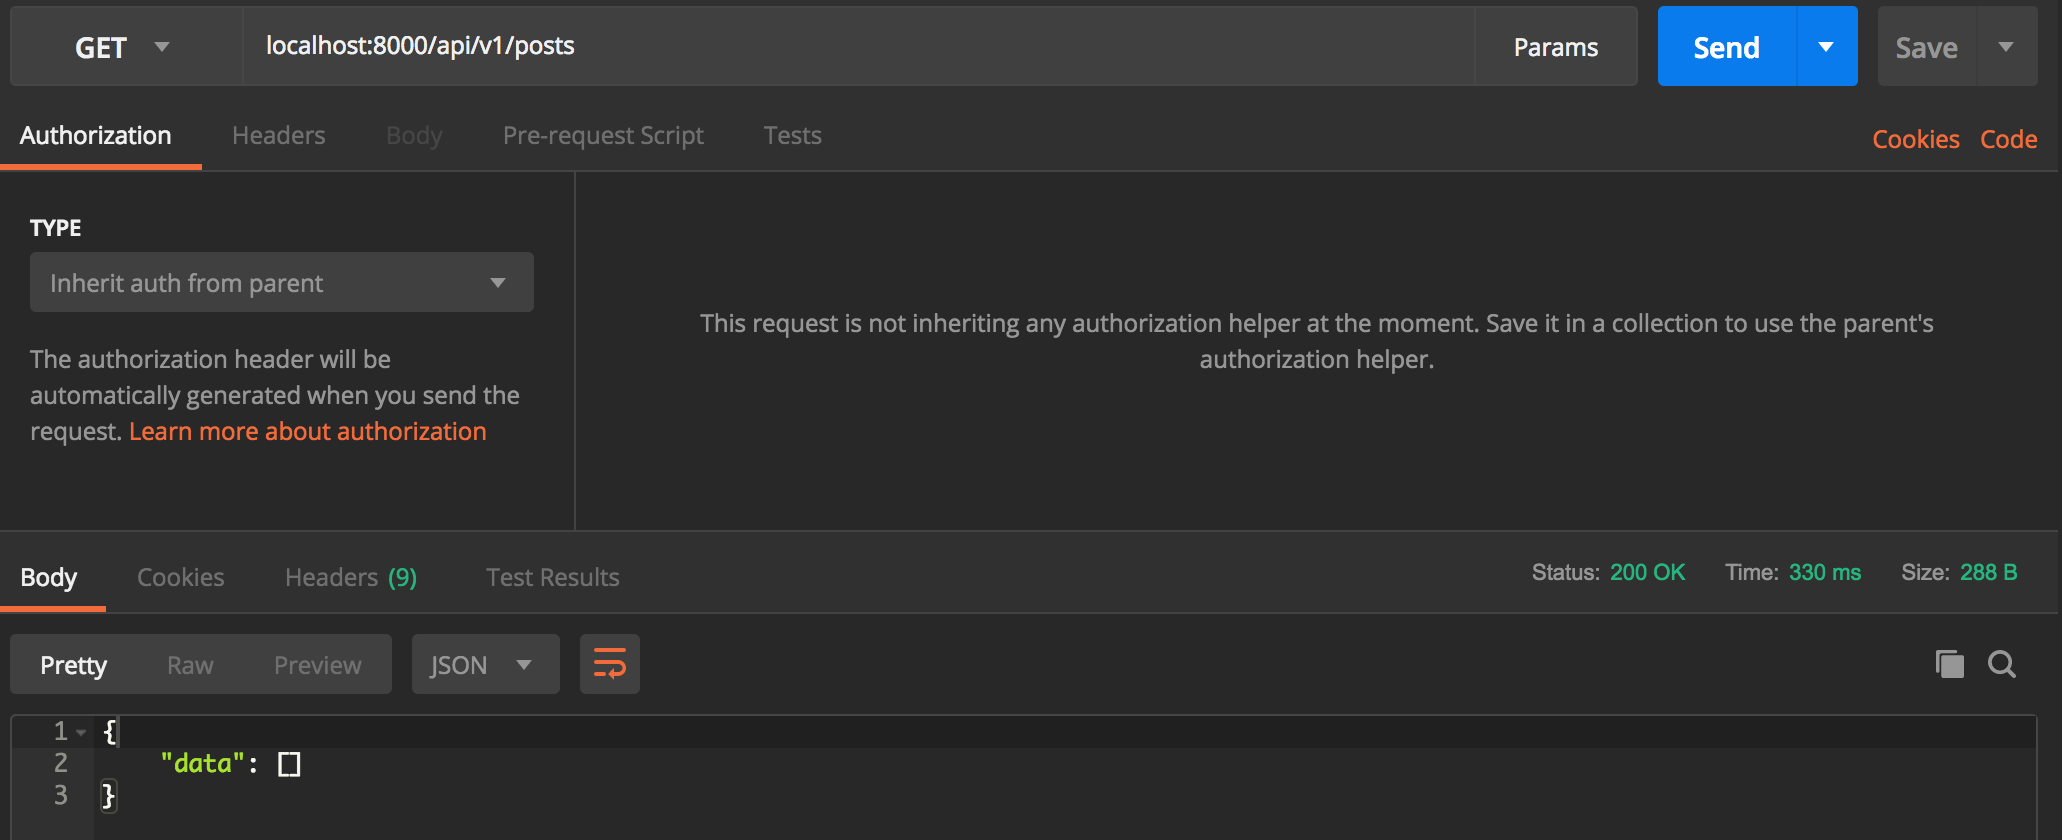 GET localhost:8000/api/v1/posts Params Send Save
Authorization Headers Body Pre-request Script Tests Cookies Code
TYPE
Inherit auth from parent
The authorization header will be
automatically generated when you send the
request. Learn more about authorization
This request is not inheriting any authorization helper at the moment. Save it in a collection to use the parent's
authorization helper.
Body Cookies Headers (9) Test Results Status: 200 OK Time: 330 ms Size: 288 B
Pretty Raw Preview JSON
1 {
2 "data": []
3 }